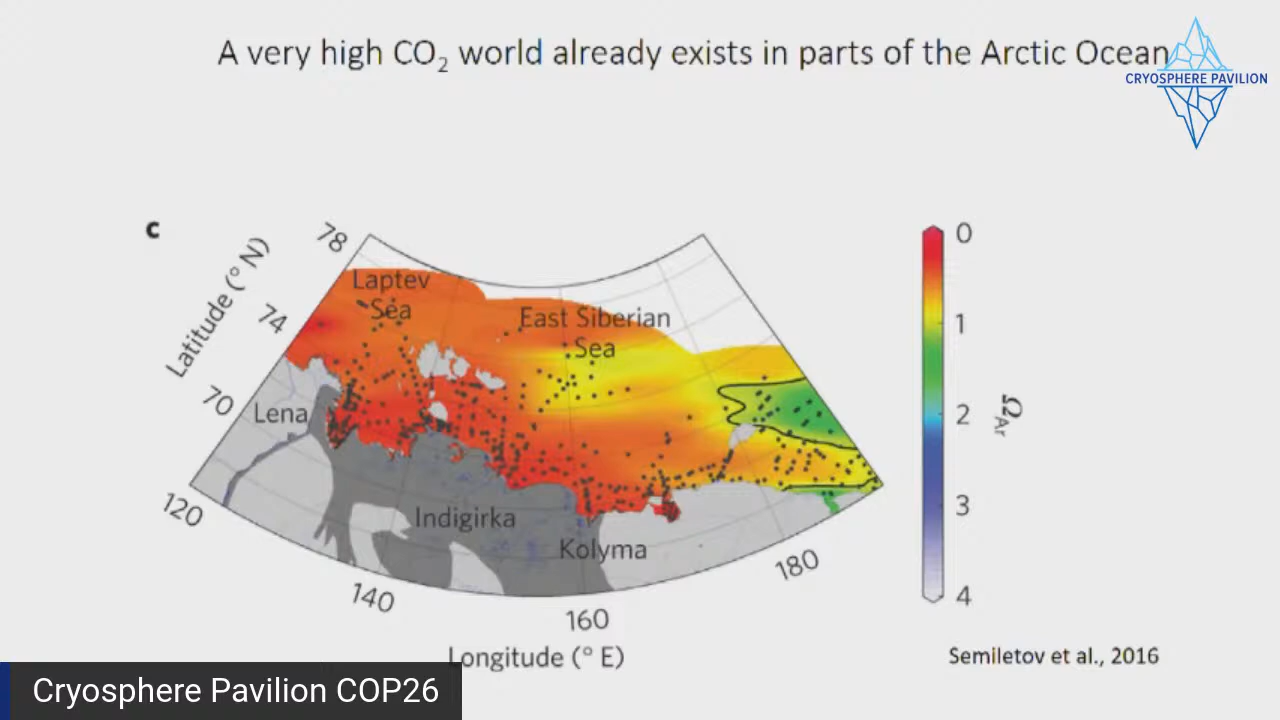 A very high CO₂ world already exists in parts of the Arctic Ocean
CRYOSPHERE PAVILION
c
78
74
70
Latitude (° N)
Laptev
Sea
East Siberian
Sea
Lena
Indigirka
Kolyma
120
140
160
180
Longitude (° E)
0
1
2
3
4
ΩAr
Semiletov et al., 2016
Cryosphere Pavilion COP26